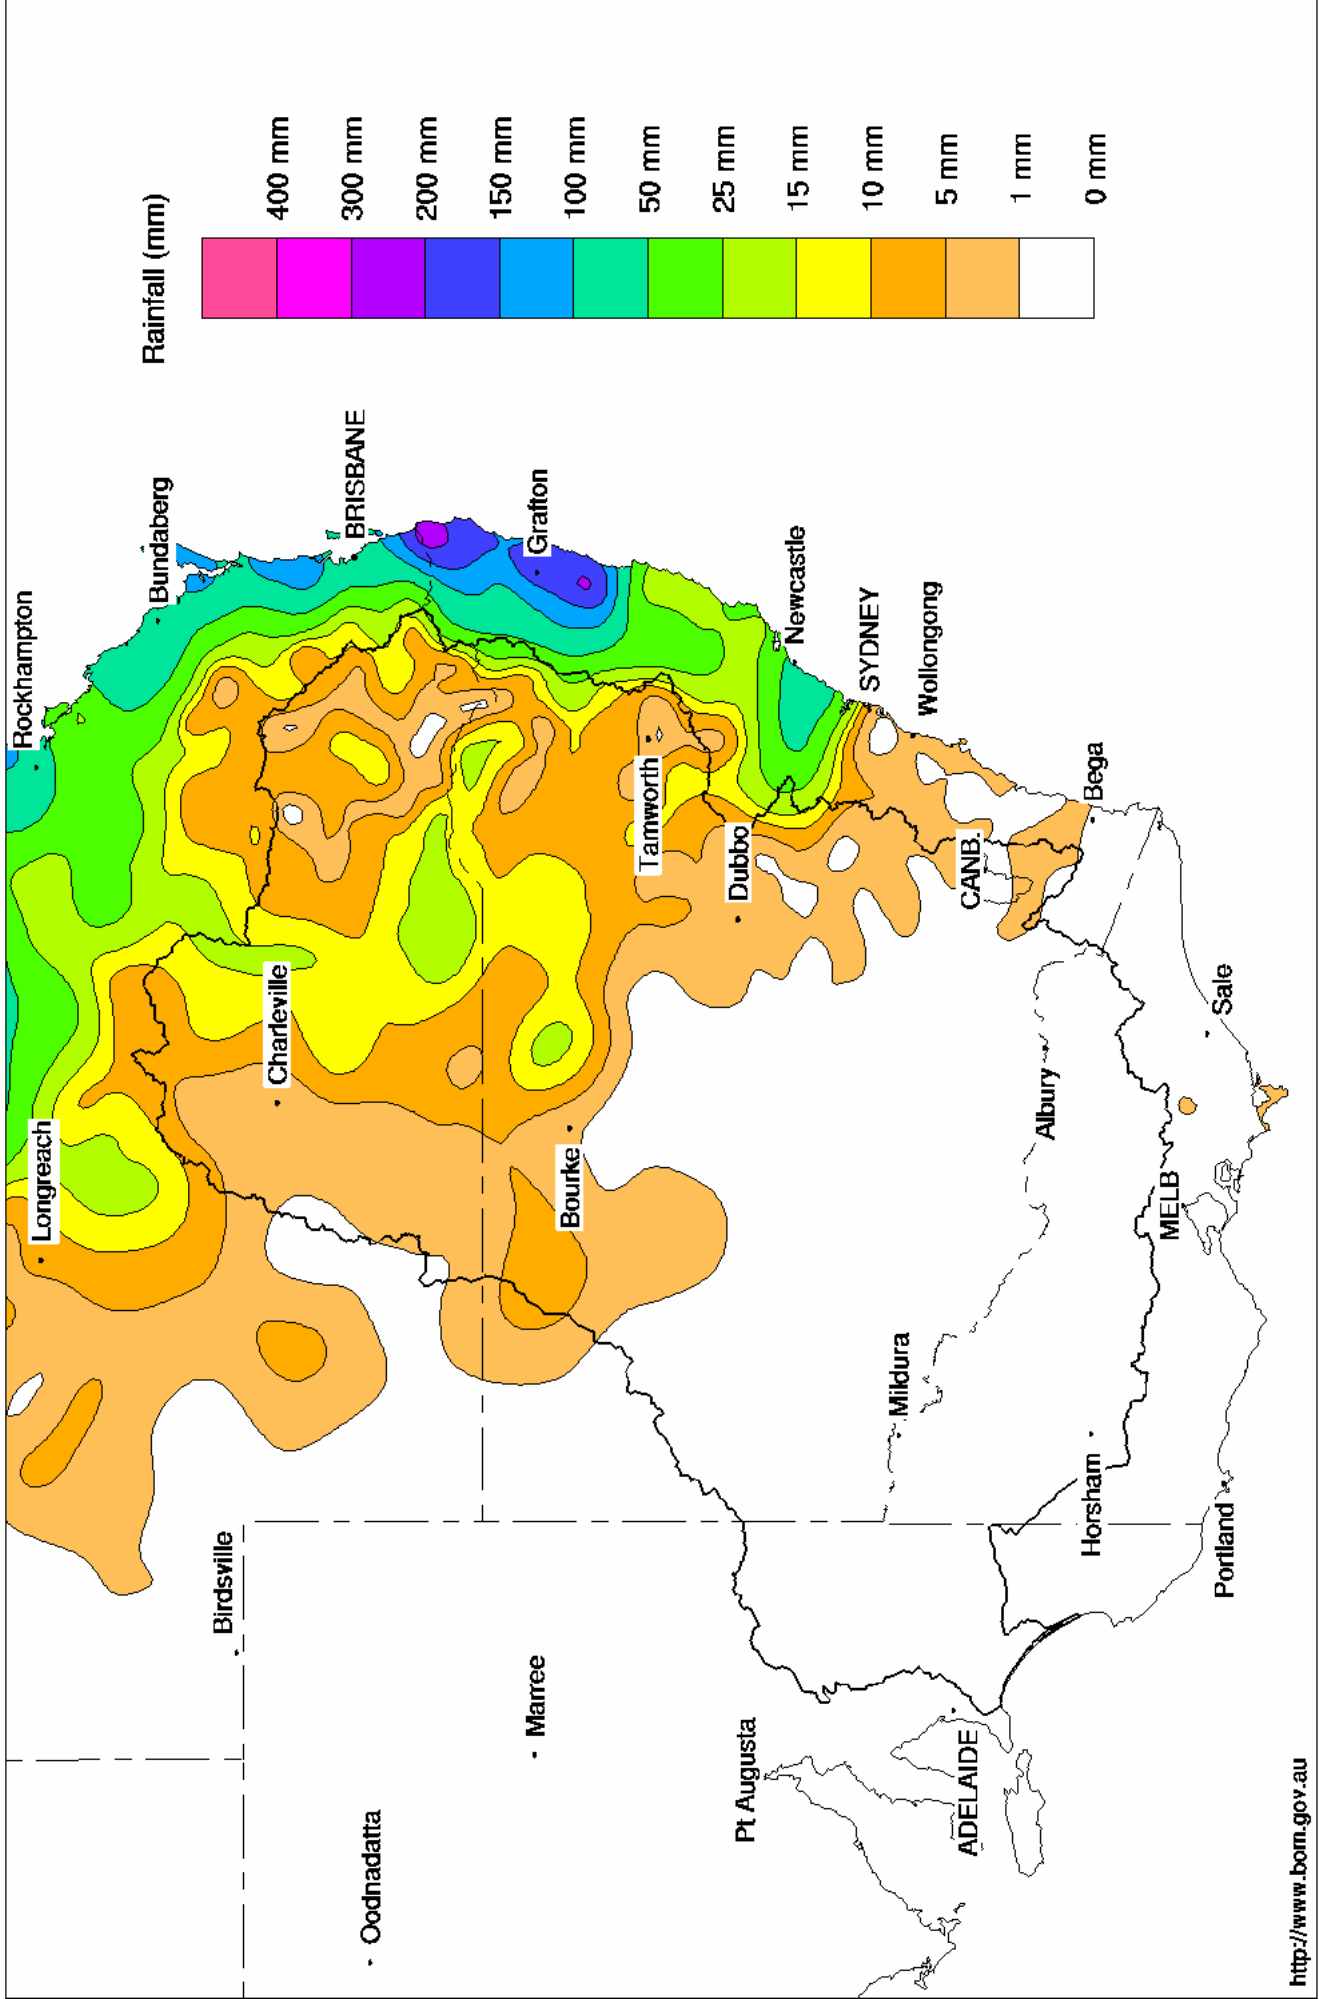 Rockhampton
Bundaberg
BRISBANE
Grafton
Newcastle
SYDNEY
Wollongong
Bega
CANB.
Tamworth
Dubbo
Charleville
Longreach
Bourke
Albury
Sale
MELB
Mildura
Horsham
Portland
Birdsville
Marree
Oodnadatta
Pt Augusta
ADELAIDE
Rainfall (mm)
400 mm
300 mm
200 mm
150 mm
100 mm
50 mm
25 mm
15 mm
10 mm
5 mm
1 mm
0 mm
http://www.bom.gov.au